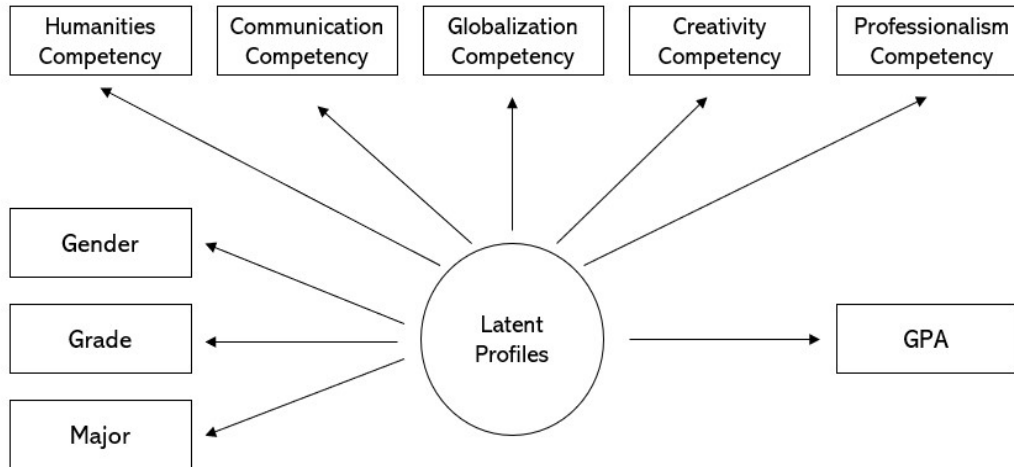 Humanities
Competency
Communication
Competency
Globalization
Competency
Creativity
Competency
Professionalism
Competency
Gender
Grade
Major
Latent
Profiles
GPA